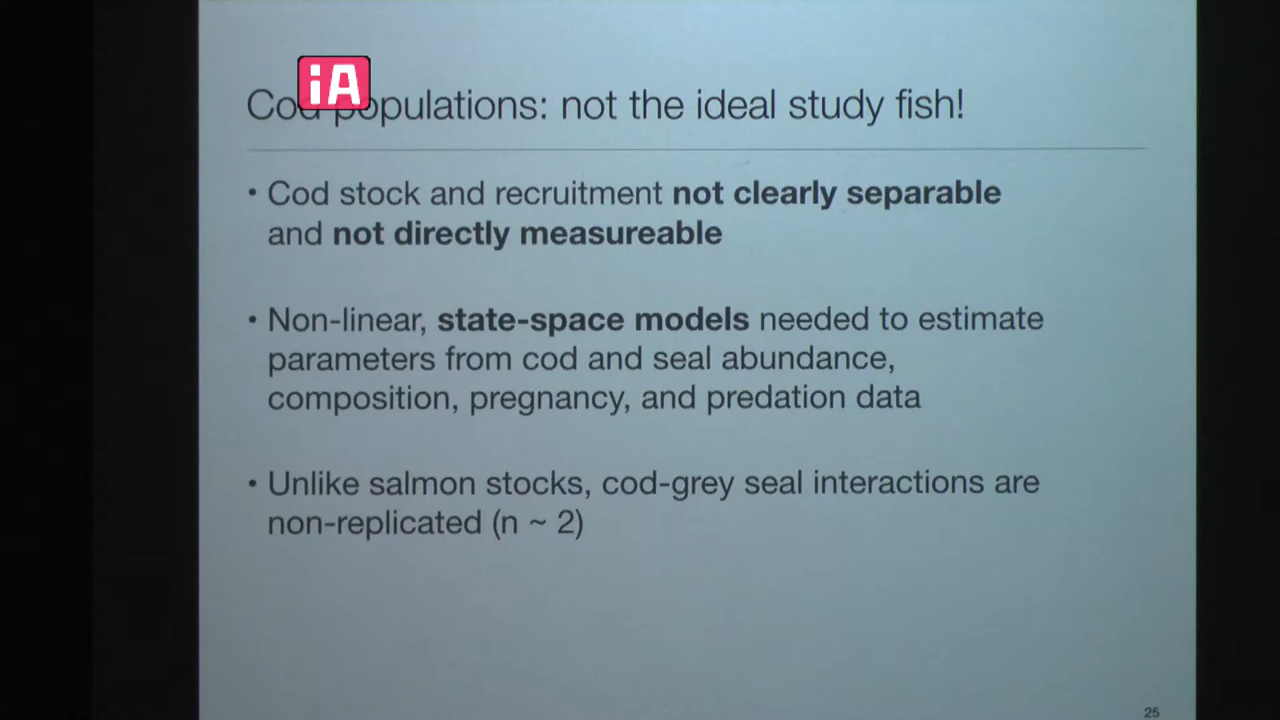 iA
Cod populations: not the ideal study fish!
• Cod stock and recruitment not clearly separable
and not directly measureable
• Non-linear, state-space models needed to estimate
parameters from cod and seal abundance,
composition, pregnancy, and predation data
• Unlike salmon stocks, cod-grey seal interactions are
non-replicated (n ~ 2)
25